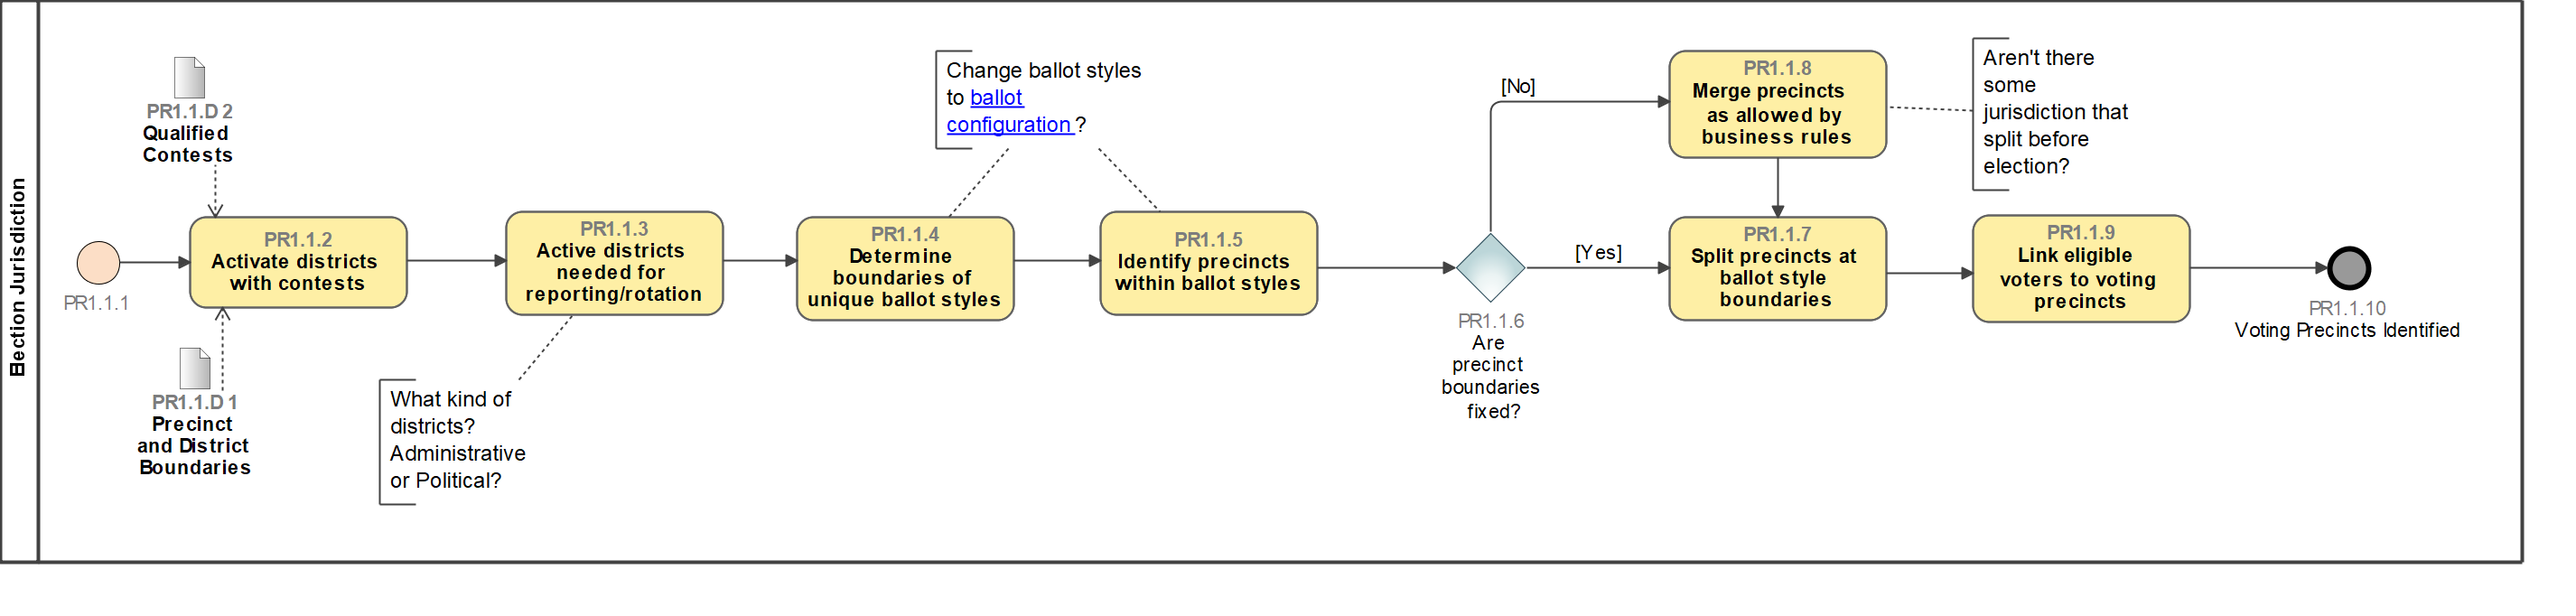 Election Jurisdiction
PR1.1.D 2
Qualified
Contests
PR1.1.1
PR1.1.2
Activate districts
with contests
PR1.1.D 1
Precinct
and District
Boundaries
PR1.1.3
Active districts
needed for
reporting/rotation
What kind of
districts?
Administrative
or Political?
Change ballot styles
to ballot
configuration ?
PR1.1.4
Determine
boundaries of
unique ballot styles
PR1.1.5
Identify precincts
within ballot styles
PR1.1.6
Are
precinct
boundaries
fixed?
[No]
[Yes]
PR1.1.8
Merge precincts
as allowed by
business rules
Aren't there
some
jurisdiction that
split before
election?
PR1.1.7
Split precincts at
ballot style
boundaries
PR1.1.9
Link eligible
voters to voting
precincts
PR1.1.10
Voting Precincts Identified